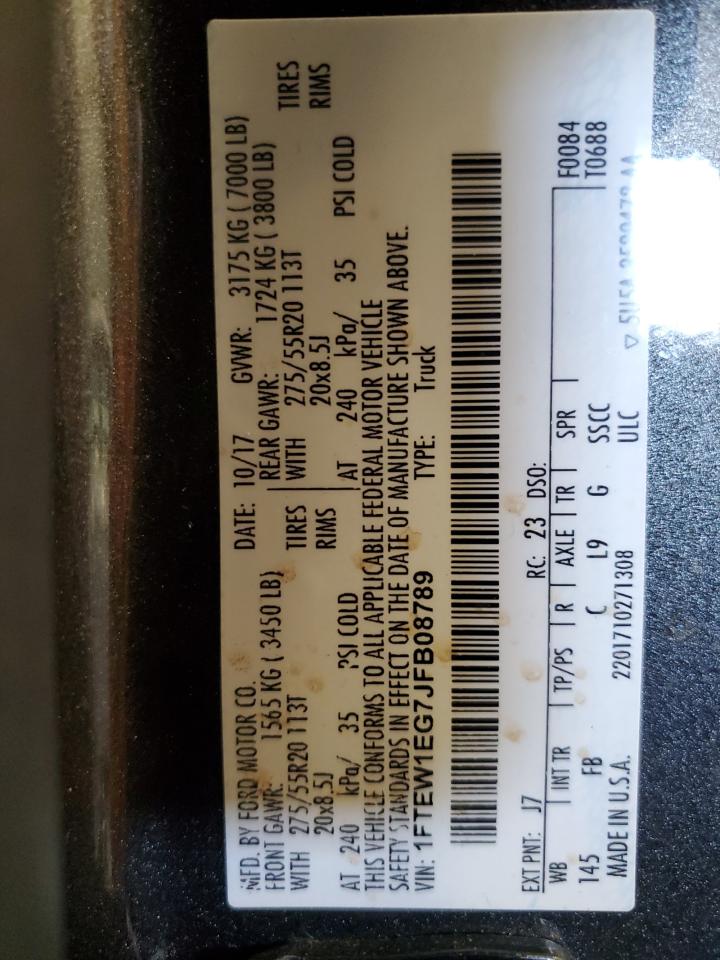 MFD. BY FORD MOTOR CO. DATE: 10/17 GVWR: 3175 KG ( 7000 LB)
FRONT GAWR: 1565 KG ( 3450 LB) REAR GAWR: 1724 KG ( 3800 LB)
WITH 275/55R20 113T TIRES WITH 275/55R20 113T TIRES
20x8.5J RIMS 20x8.5J RIMS
AT 240 kPa/ 35 PSI COLD AT 240 kPa/ 35 PSI COLD
THIS VEHICLE CONFORMS TO ALL APPLICABLE FEDERAL MOTOR VEHICLE
SAFETY STANDARDS IN EFFECT ON THE DATE OF MANUFACTURE SHOWN ABOVE.
VIN: 1FTEW1EG7JFB08789 TYPE: Truck
EXT PNT: J7 RC: 23 DSO:
WB INT TR TP/PS R AXLE TR SPR F0084
145 FB C L9 G SSCC T0688
MADE IN U.S.A. 2201710271308 ULC